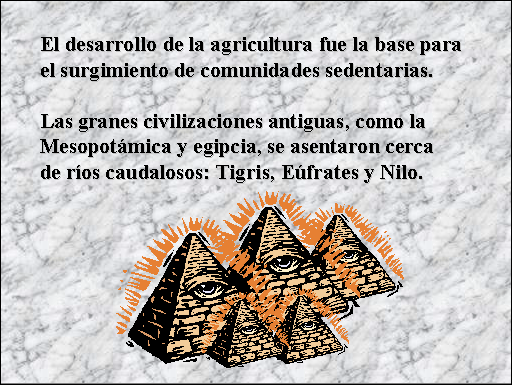 El desarrollo de la agricultura fue la base para
el surgimiento de comunidades sedentarias.
Las granes civilizaciones antiguas, como la
Mesopotámica y egipcia, se asentaron cerca
de ríos caudalosos: Tigris, Eúfrates y Nilo.